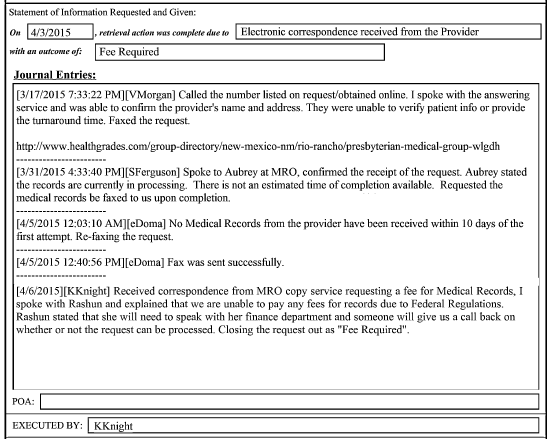 Statement of Information Requested and Given:
On 4/3/2015 , retrieval action was complete due to Electronic correspondence received from the Provider
with an outcome of: Fee Required
Journal Entries:
[3/17/2015 7:33:22 PM][VMorgan] Called the number listed on request/obtained online. I spoke with the answering
service and was able to confirm the provider's name and address. They were unable to verify patient info or provide
the turnaround time. Faxed the request.
http://www.healthgrades.com/group-directory/new-mexico-nm/rio-rancho/presbyterian-medical-group-wlgdh
------------------------
[3/31/2015 4:33:40 PM][SFerguson] Spoke to Aubrey at MRO, confirmed the receipt of the request. Aubrey stated
the records are currently in processing. There is not an estimated time of completion available. Requested the
medical records be faxed to us upon completion.
------------------------
[4/5/2015 12:03:10 AM][eDoma] No Medical Records from the provider have been received within 10 days of the
first attempt. Re-faxing the request.
------------------------
[4/5/2015 12:40:56 PM][eDoma] Fax was sent successfully.
------------------------
[4/6/2015][KKnight] Received correspondence from MRO copy service requesting a fee for Medical Records, I
spoke with Rashun and explained that we are unable to pay any fees for records due to Federal Regulations.
Rashun stated that she will need to speak with her finance department and someone will give us a call back on
whether or not the request can be processed. Closing the request out as "Fee Required".
POA:
EXECUTED BY: KKnight